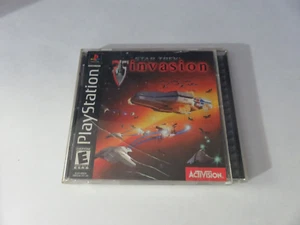 STAR TREK
invasion
PlayStation
E
ACTIVISION